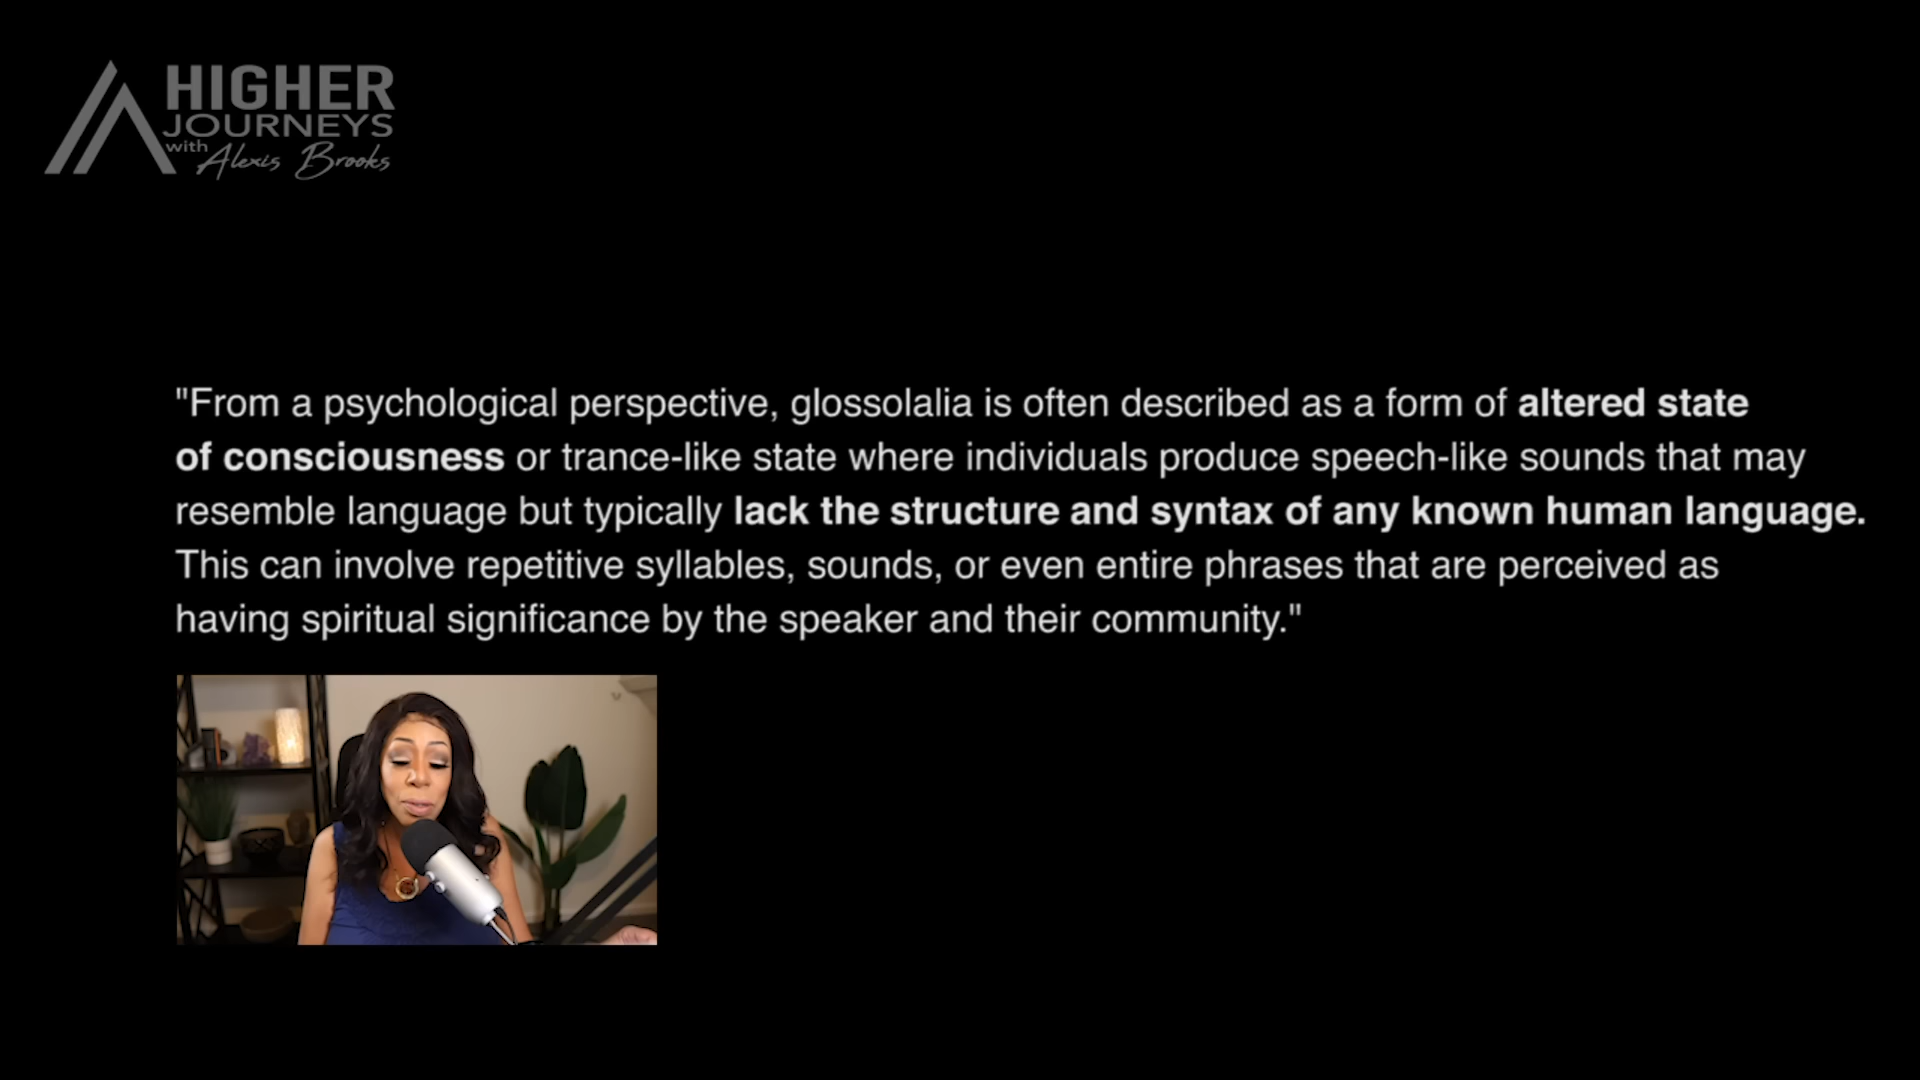 HIGHER
JOURNEYS
with Alexis Brooks
"From a psychological perspective, glossolalia is often described as a form of altered state
of consciousness or trance-like state where individuals produce speech-like sounds that may
resemble language but typically lack the structure and syntax of any known human language.
This can involve repetitive syllables, sounds, or even entire phrases that are perceived as
having spiritual significance by the speaker and their community."